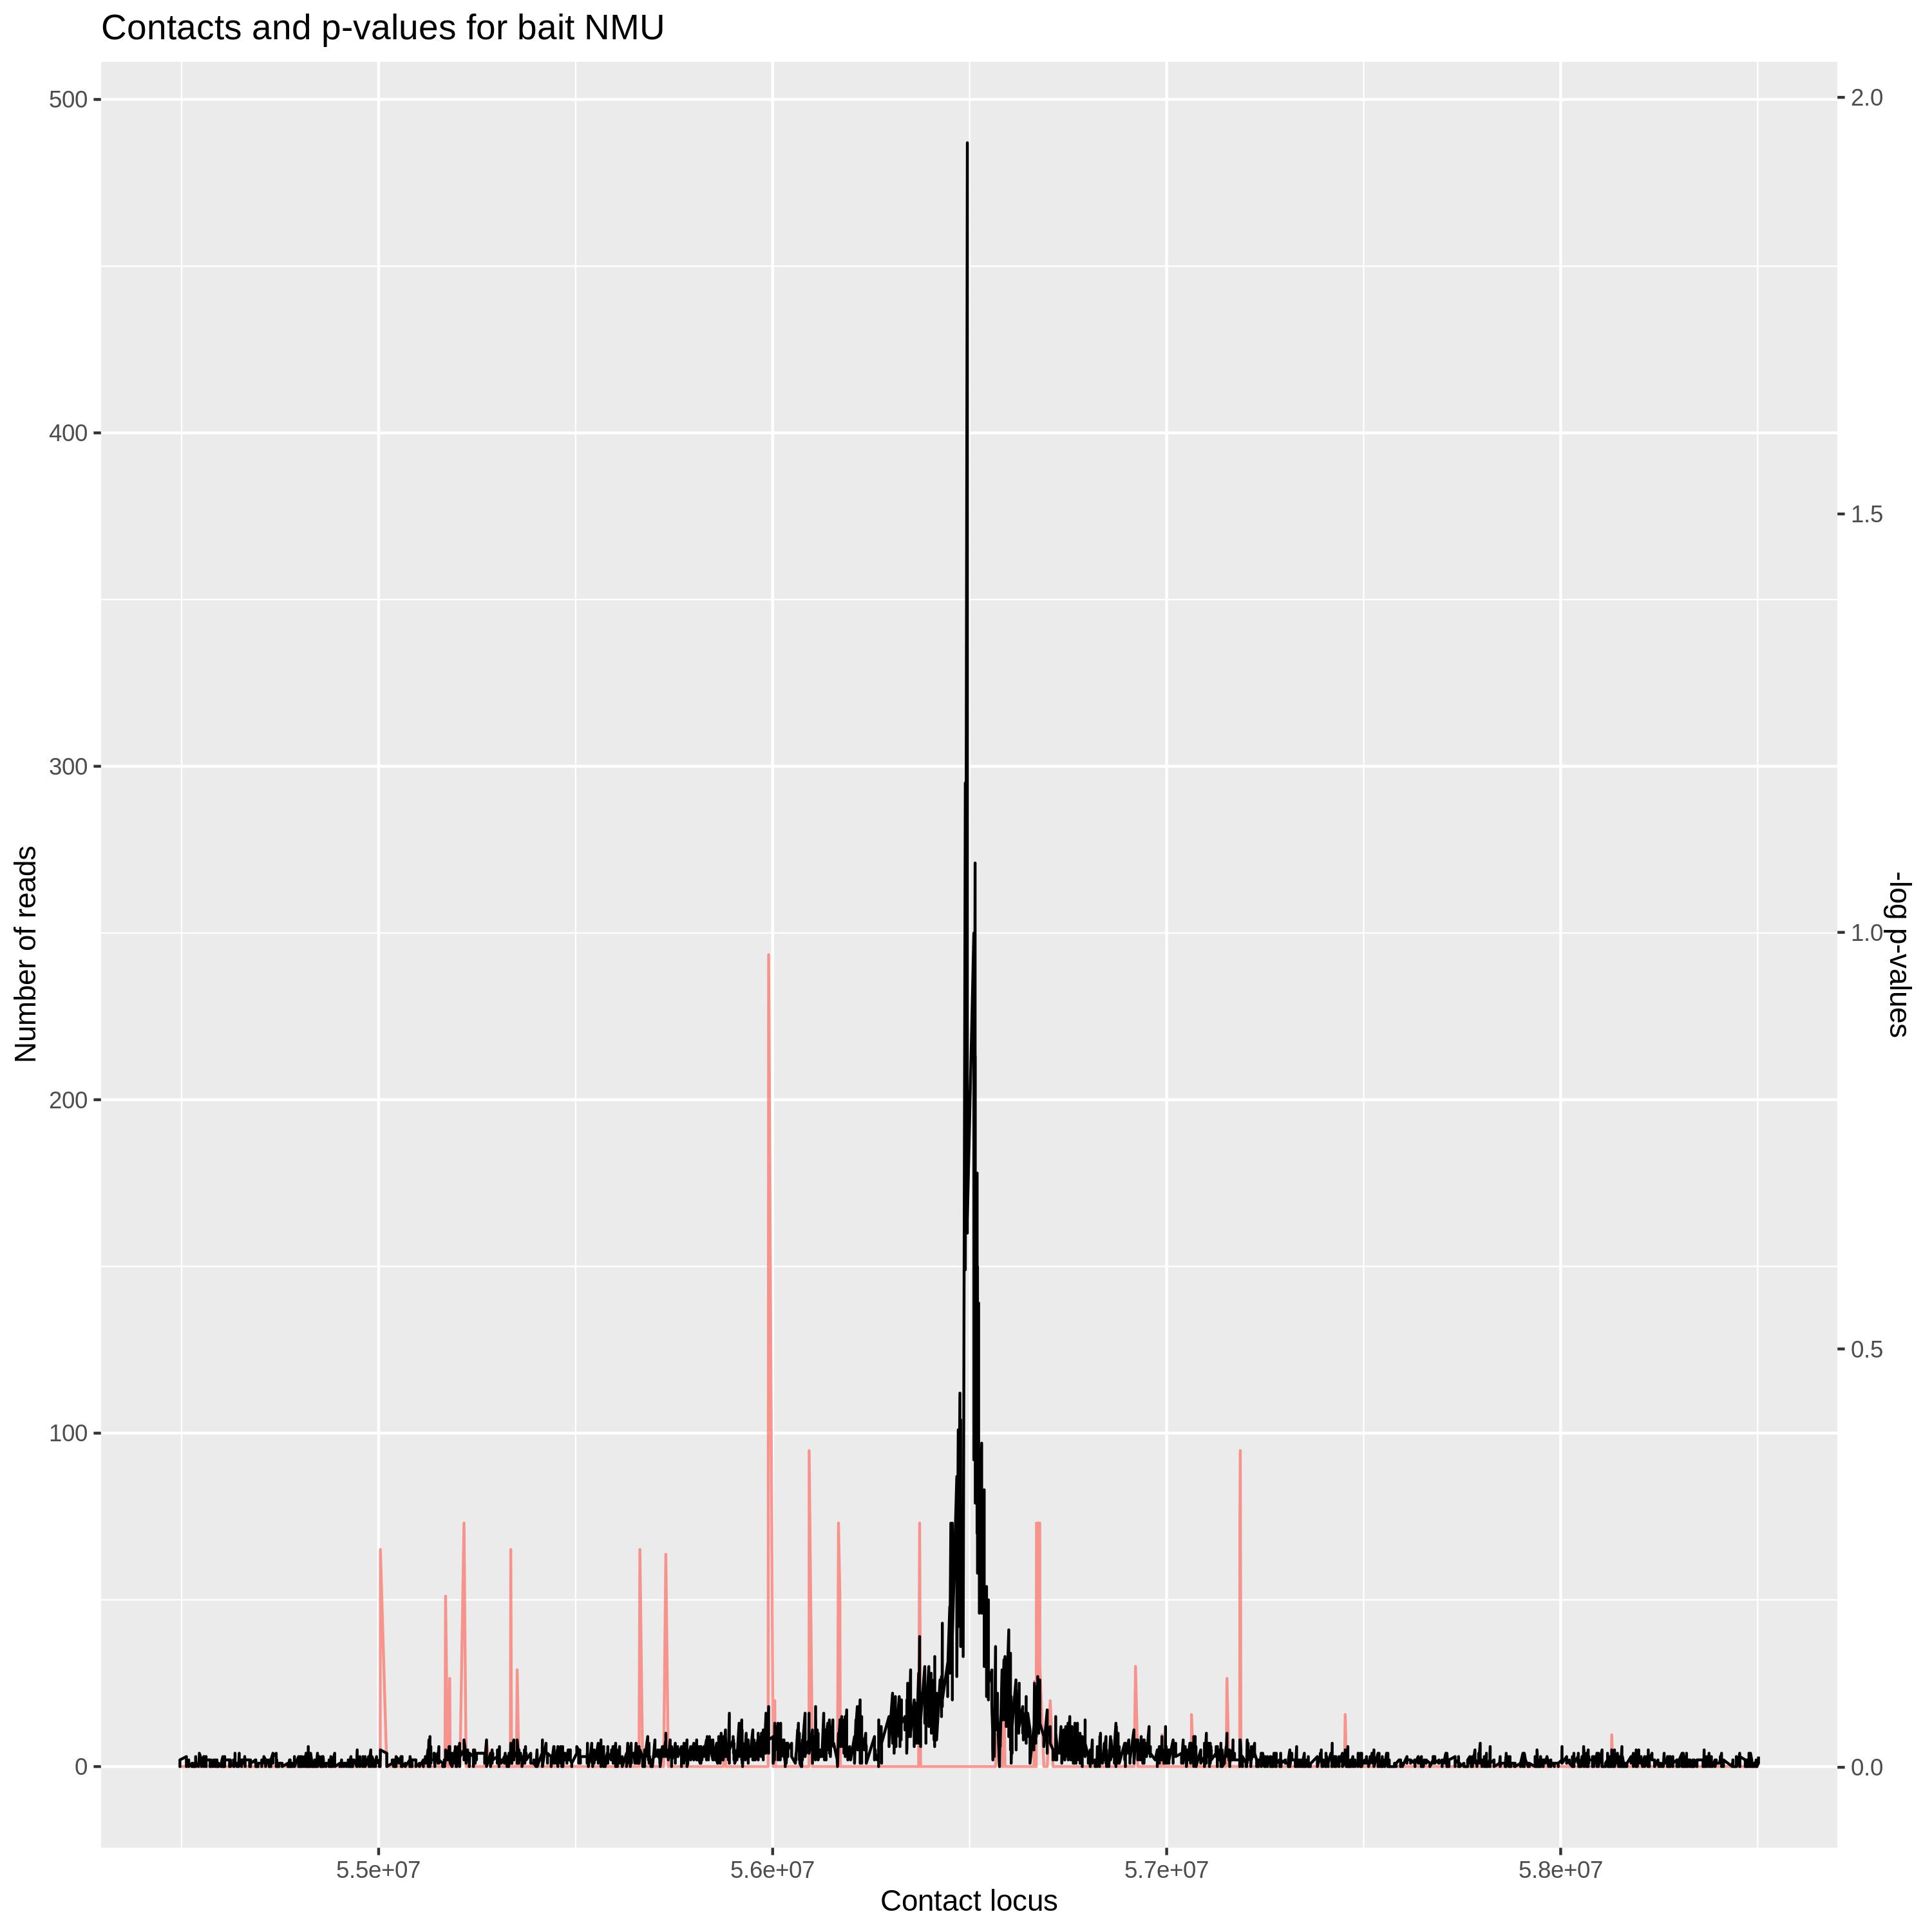 Contacts and p-values for bait NMU
500
400
300
200
100
0
Number of reads
2.0
1.5
1.0
0.5
0.0
-log p-values
5.5e+07
5.6e+07
5.7e+07
5.8e+07
Contact locus